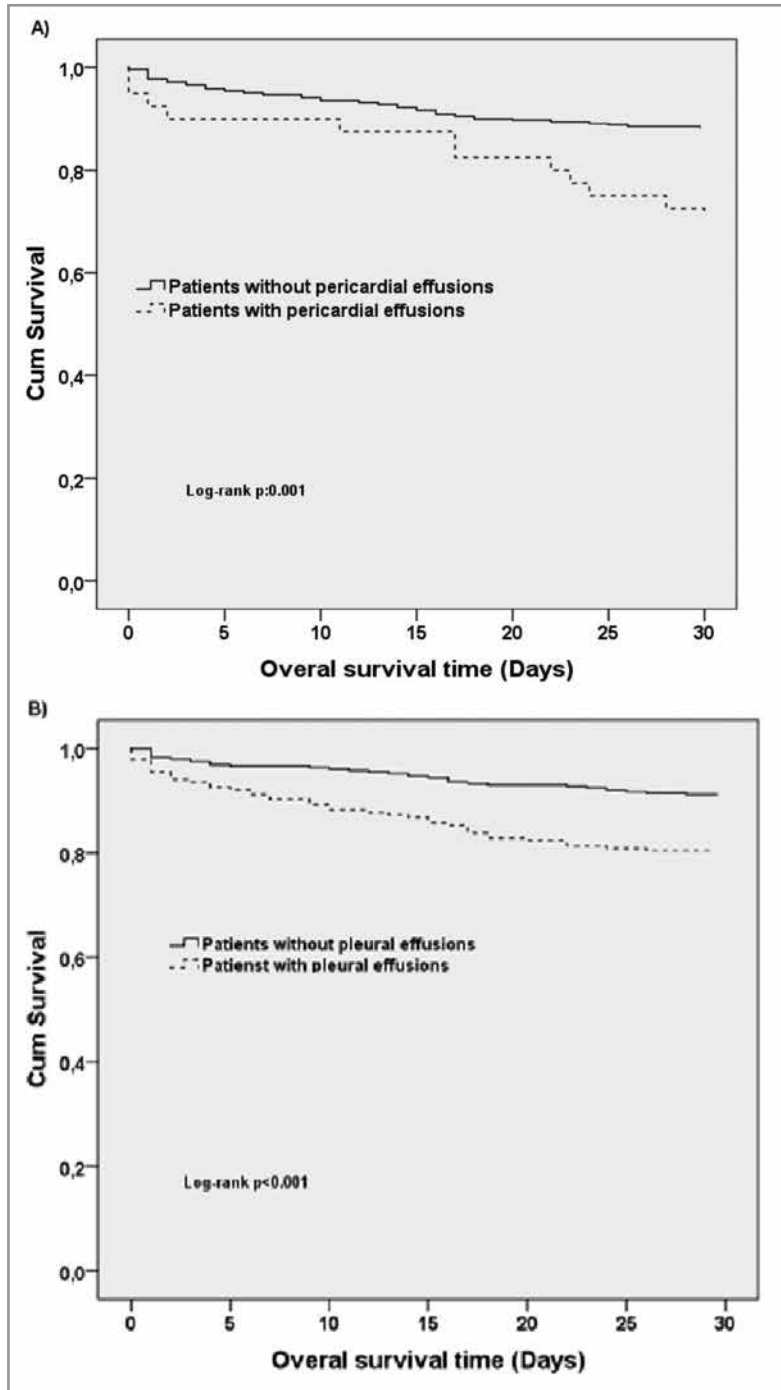 A)
1,0
0,8
0,6
0,4
0,2
0,0
Cum Survival
Patients without pericardial effusions
Patients with pericardial effusions
Log-rank p:0.001
0 5 10 15 20 25 30
Overal survival time (Days)
B)
1,0
0,8
0,6
0,4
0,2
0,0
Cum Survival
Patients without pleural effusions
Patienst with pleural effusions
Log-rank p<0.001
0 5 10 15 20 25 30
Overal survival time (Days)